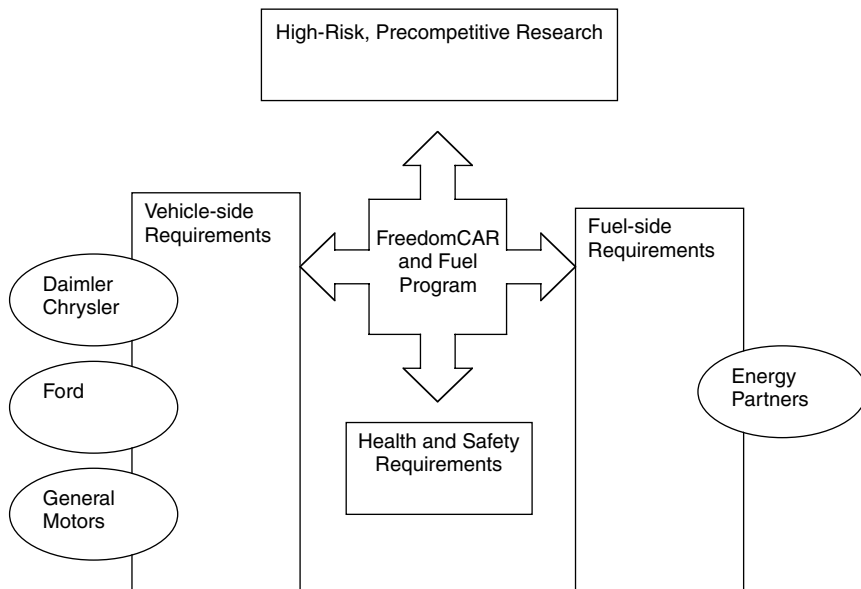 High-Risk, Precompetitive Research
Vehicle-side
Requirements
FreedomCAR
and Fuel
Program
Fuel-side
Requirements
Daimler
Chrysler
Ford
General
Motors
Health and Safety
Requirements
Energy
Partners